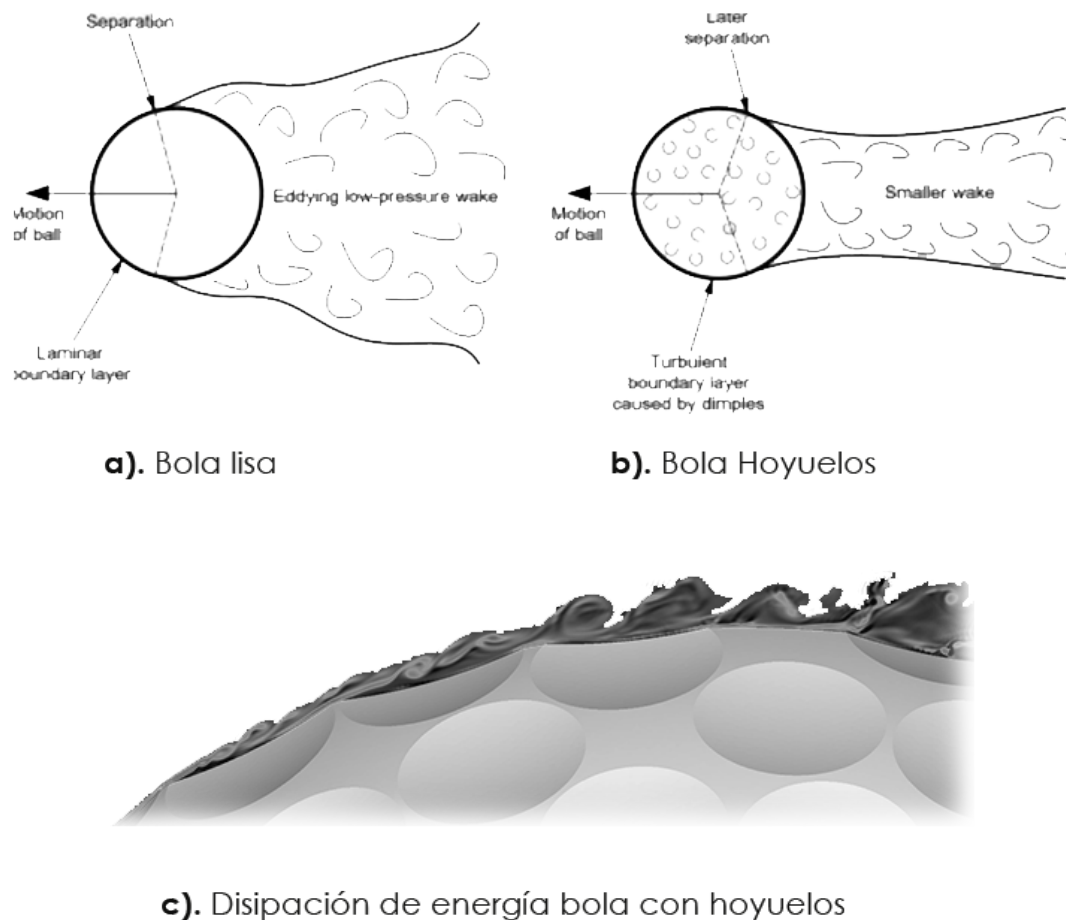 Separation
Eddying low-pressure wake
Motion
of ball
Laminar
boundary layer
Later
separation
Smaller wake
Motion
of ball
Turbulent
boundary layer
caused by dimples
a). Bola lisa
b). Bola Hoyuelos
c). Disipación de energía bola con hoyuelos